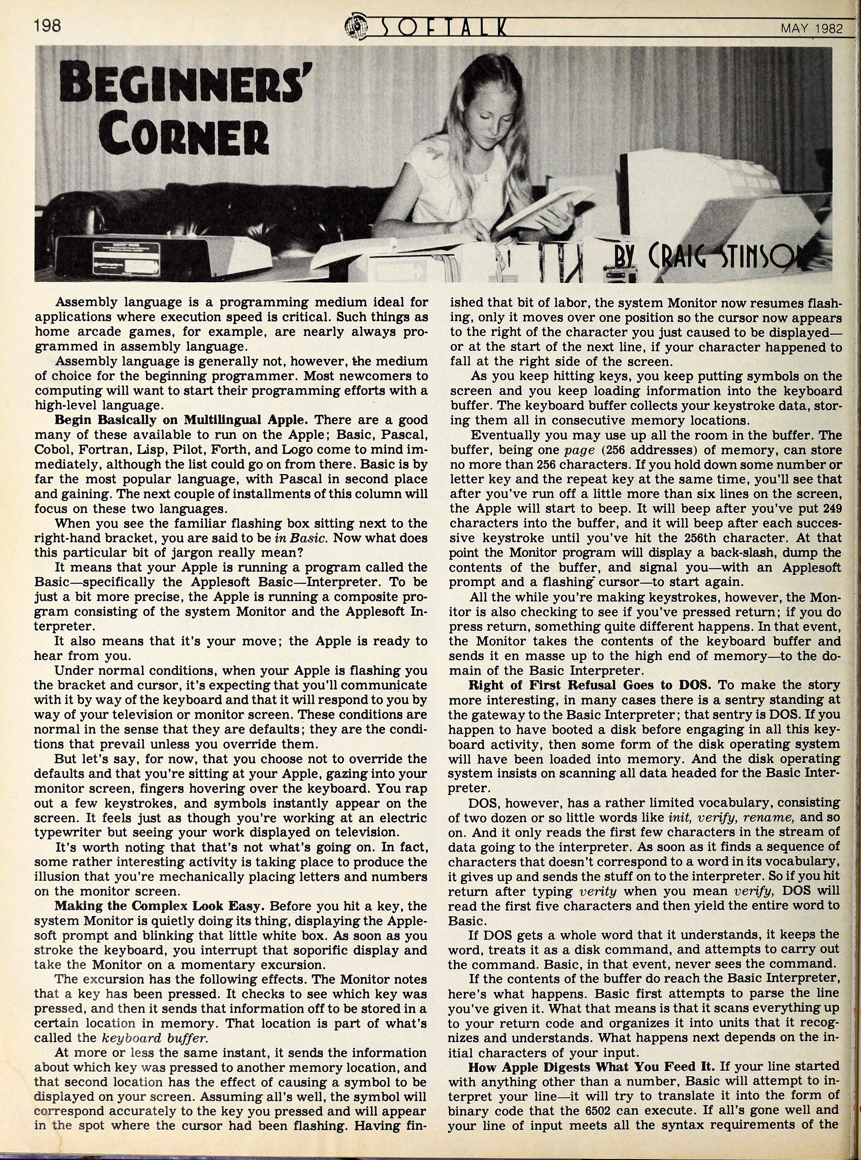 198
SOFTALK
MAY 1982
BEGINNERS'
CORNER
BY CRAIG STINSON
Assembly language is a programming medium ideal for
applications where execution speed is critical. Such things as
home arcade games, for example, are nearly always pro-
grammed in assembly language.
Assembly language is generally not, however, the medium
of choice for the beginning programmer. Most newcomers to
computing will want to start their programming efforts with a
high-level language.
Begin Basically on Multilingual Apple. There are a good
many of these available to run on the Apple; Basic, Pascal,
Cobol, Fortran, Lisp, Pilot, Forth, and Logo come to mind im-
mediately, although the list could go on from there. Basic is by
far the most popular language, with Pascal in second place
and gaining. The next couple of installments of this column will
focus on these two languages.
When you see the familiar flashing box sitting next to the
right-hand bracket, you are said to be in Basic. Now what does
this particular bit of jargon really mean?
It means that your Apple is running a program called the
Basic—specifically the Applesoft Basic—Interpreter. To be
just a bit more precise, the Apple is running a composite pro-
gram consisting of the system Monitor and the Applesoft In-
terpreter.
It also means that it's your move; the Apple is ready to
hear from you.
Under normal conditions, when your Apple is flashing you
the bracket and cursor, it's expecting that you'll communicate
with it by way of the keyboard and that it will respond to you by
way of your television or monitor screen. These conditions are
normal in the sense that they are defaults; they are the condi-
tions that prevail unless you override them.
But let's say, for now, that you choose not to override the
defaults and that you're sitting at your Apple, gazing into your
monitor screen, fingers hovering over the keyboard. You rap
out a few keystrokes, and symbols instantly appear on the
screen. It feels just as though you're working at an electric
typewriter but seeing your work displayed on television.
It's worth noting that that's not what's going on. In fact,
some rather interesting activity is taking place to produce the
illusion that you're mechanically placing letters and numbers
on the monitor screen.
Making the Complex Look Easy. Before you hit a key, the
system Monitor is quietly doing its thing, displaying the Apple-
soft prompt and blinking that little white box. As soon as you
stroke the keyboard, you interrupt that soporific display and
take the Monitor on a momentary excursion.
The excursion has the following effects. The Monitor notes
that a key has been pressed. It checks to see which key was
pressed, and then it sends that information off to be stored in a
certain location in memory. That location is part of what's
called the keyboard buffer.
At more or less the same instant, it sends the information
about which key was pressed to another memory location, and
that second location has the effect of causing a symbol to be
displayed on your screen. Assuming all's well, the symbol will
correspond accurately to the key you pressed and will appear
in the spot where the cursor had been flashing. Having fin-
ished that bit of labor, the system Monitor now resumes flash-
ing, only it moves over one position so the cursor now appears
to the right of the character you just caused to be displayed—
or at the start of the next line, if your character happened to
fall at the right side of the screen.
As you keep hitting keys, you keep putting symbols on the
screen and you keep loading information into the keyboard
buffer. The keyboard buffer collects your keystroke data, stor-
ing them all in consecutive memory locations.
Eventually you may use up all the room in the buffer. The
buffer, being one page (256 addresses) of memory, can store
no more than 256 characters. If you hold down some number or
letter key and the repeat key at the same time, you'll see that
after you've run off a little more than six lines on the screen,
the Apple will start to beep. It will beep after you've put 249
characters into the buffer, and it will beep after each succes-
sive keystroke until you've hit the 256th character. At that
point the Monitor program will display a back-slash, dump the
contents of the buffer, and signal you—with an Applesoft
prompt and a flashing cursor—to start again.
All the while you're making keystrokes, however, the Mon-
itor is also checking to see if you've pressed return; if you do
press return, something quite different happens. In that event,
the Monitor takes the contents of the keyboard buffer and
sends it en masse up to the high end of memory—to the do-
main of the Basic Interpreter.
Right of First Refusal Goes to DOS. To make the story
more interesting, in many cases there is a sentry standing at
the gateway to the Basic Interpreter; that sentry is DOS. If you
happen to have booted a disk before engaging in all this key-
board activity, then some form of the disk operating system
will have been loaded into memory. And the disk operating
system insists on scanning all data headed for the Basic Inter-
preter.
DOS, however, has a rather limited vocabulary, consisting
of two dozen or so little words like init, verify, rename, and so
on. And it only reads the first few characters in the stream of
data going to the interpreter. As soon as it finds a sequence of
characters that doesn't correspond to a word in its vocabulary,
it gives up and sends the stuff on to the interpreter. So if you hit
return after typing verity when you mean verify, DOS will
read the first five characters and then yield the entire word to
Basic.
If DOS gets a whole word that it understands, it keeps the
word, treats it as a disk command, and attempts to carry out
the command. Basic, in that event, never sees the command.
If the contents of the buffer do reach the Basic Interpreter,
here's what happens. Basic first attempts to parse the line
you've given it. What that means is that it scans everything up
to your return code and organizes it into units that it recog-
nizes and understands. What happens next depends on the in-
itial characters of your input.
How Apple Digests What You Feed It. If your line started
with anything other than a number, Basic will attempt to in-
terpret your line—it will try to translate it into the form of
binary code that the 6502 can execute. If all's gone well and
your line of input meets all the syntax requirements of the